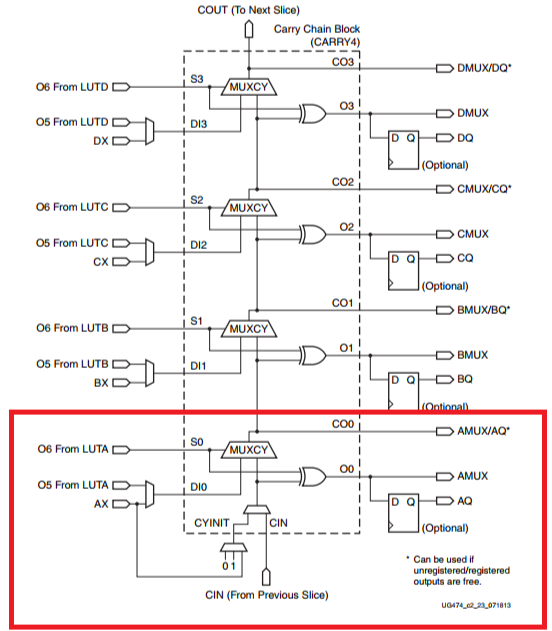 COUT (To Next Slice)
Carry Chain Block
(CARRY4)
CO3
DMUX/DQ*
S3
MUXCY
O6 From LUTD
O3
DMUX
O5 From LUTD
DI3
D Q
DQ
DX
(Optional)
CO2
CMUX/CQ*
S2
MUXCY
O6 From LUTC
O2
CMUX
O5 From LUTC
DI2
D Q
CQ
CX
(Optional)
CO1
BMUX/BQ*
S1
MUXCY
O6 From LUTB
O1
BMUX
O5 From LUTB
DI1
D Q
BQ
BX
(Optional)
CO0
AMUX/AQ*
S0
MUXCY
O6 From LUTA
O0
AMUX
O5 From LUTA
DI0
D Q
AQ
AX
CYINIT
CIN
(Optional)
0 1
* Can be used if
unregistered/registered
outputs are free.
CIN (From Previous Slice)
UG474_c2_23_071813